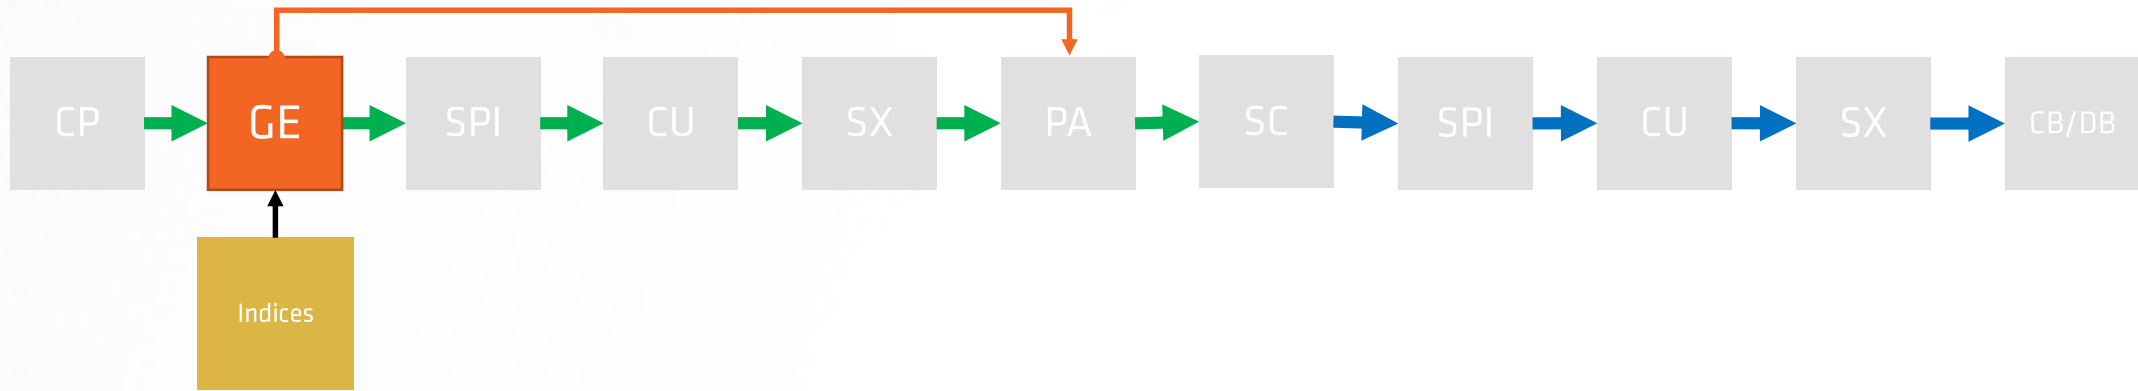 CP
GE
SPI
CU
SX
PA
SC
SPI
CU
SX
CB/DB
Indices